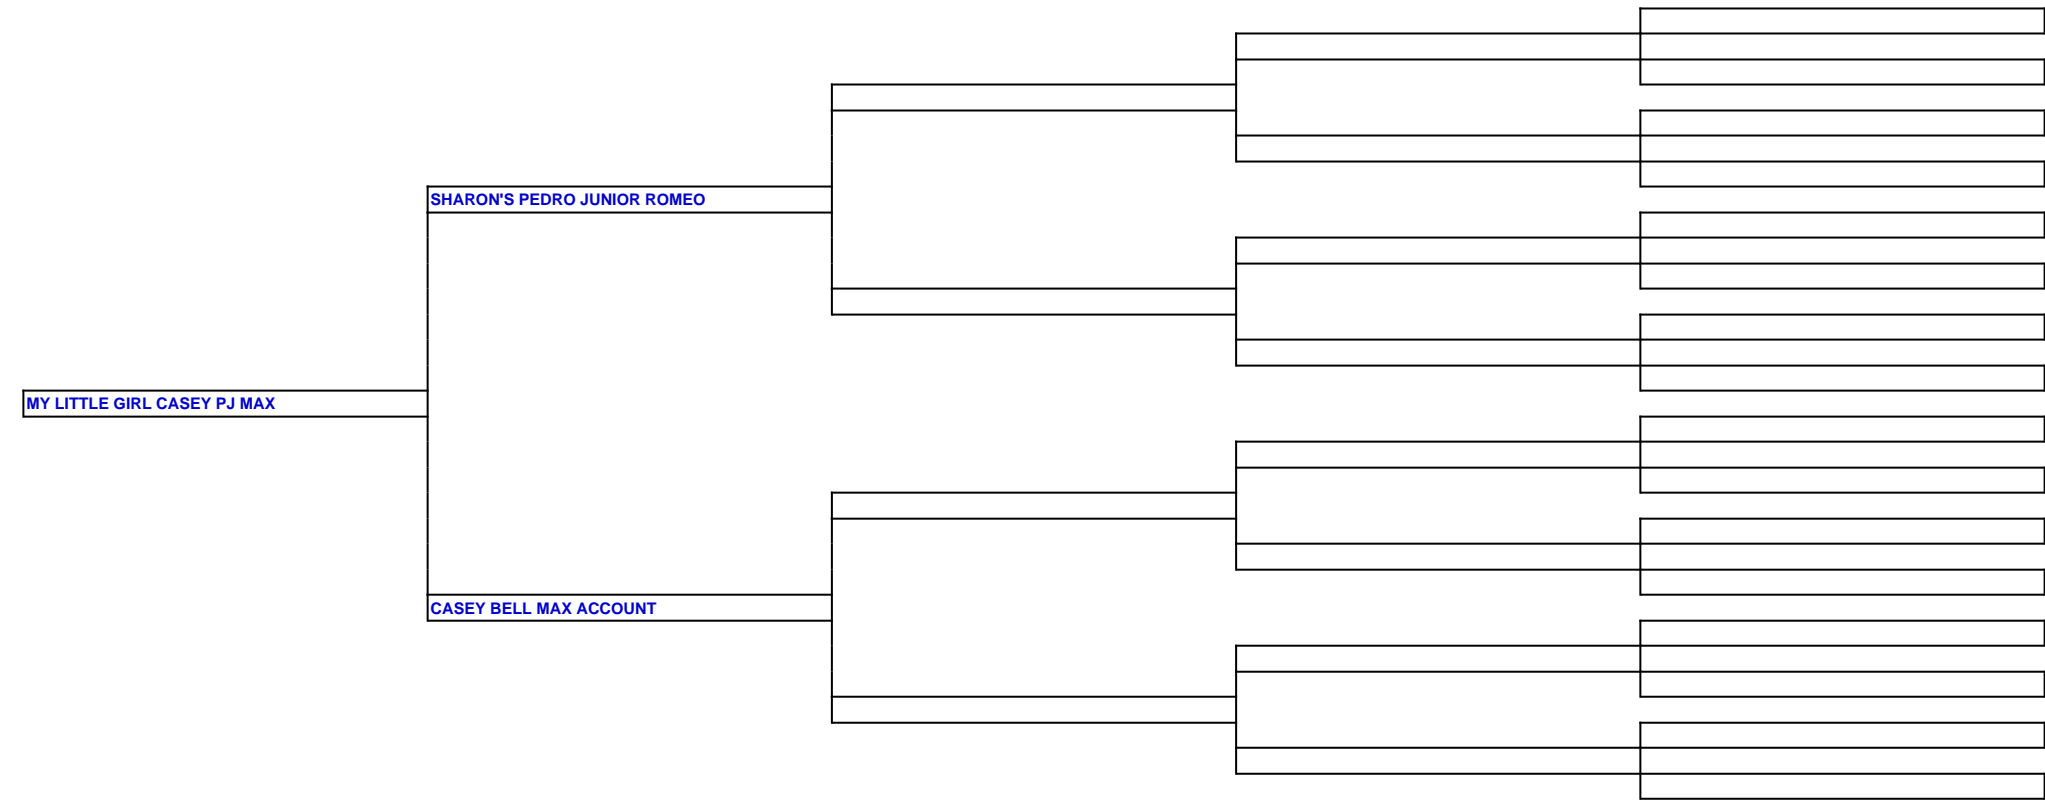 SHARON'S PEDRO JUNIOR ROMEO
MY LITTLE GIRL CASEY PJ MAX
CASEY BELL MAX ACCOUNT